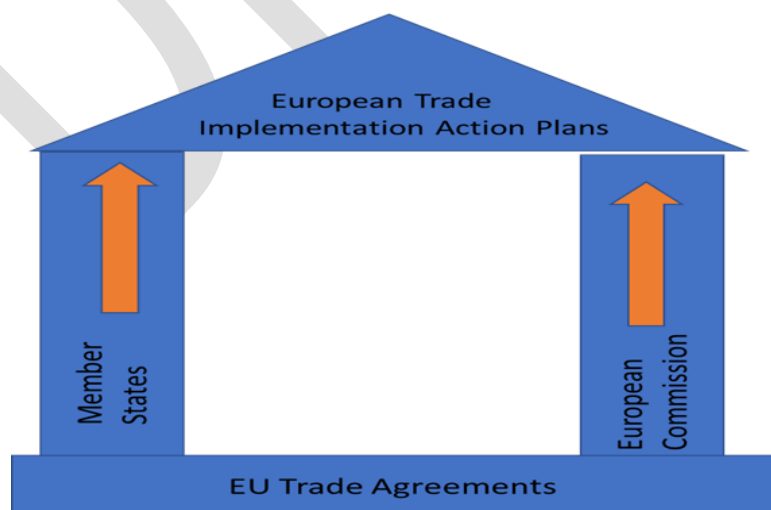 European Trade
Implementation Action Plans
Member
States
European
Commission
EU Trade Agreements